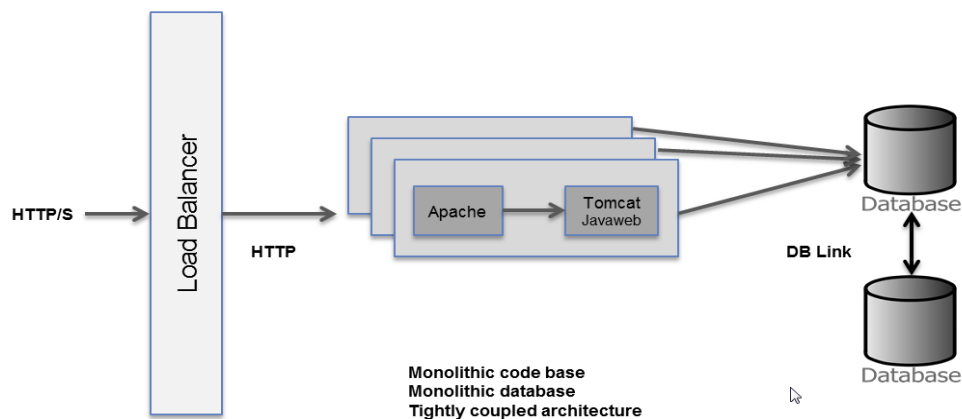 HTTP/S
Load Balancer
HTTP
Apache
Tomcat
Javaweb
Database
DB Link
Database
Monolithic code base
Monolithic database
Tightly coupled architecture